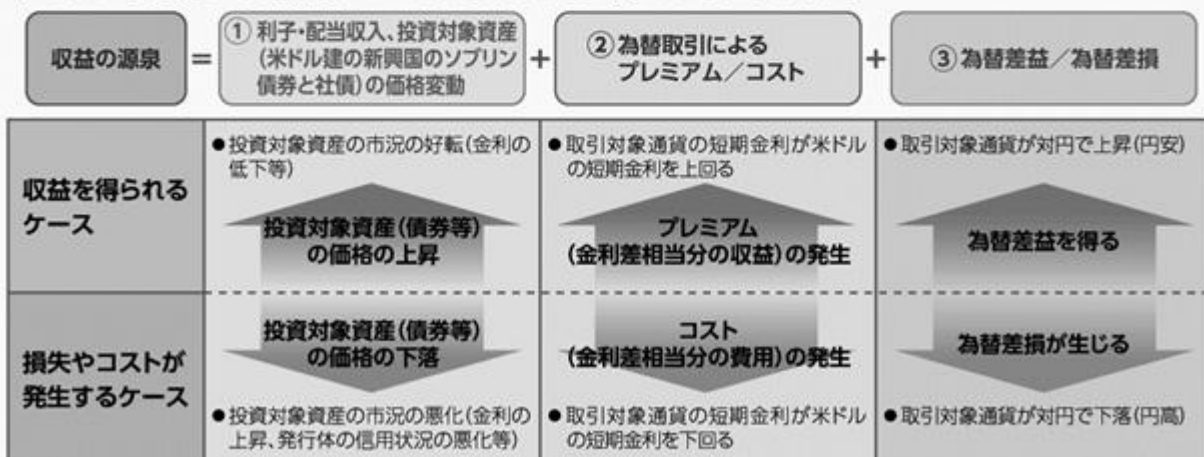 収益の源泉
=
①利子・配当収入、投資対象資産
(米ドル建の新興国のソブリン
債券と社債)の価格変動
+
②為替取引による
プレミアム／コスト
+
③為替差益／為替差損
収益を得られる
ケース
●投資対象資産の市況の好転(金利の
低下等)
投資対象資産(債券等)
の価格の上昇
●取引対象通貨の短期金利が米ドル
の短期金利を上回る
プレミアム
(金利差相当分の収益)の発生
●取引対象通貨が対円で上昇(円安)
為替差益を得る
損失やコストが
発生するケース
投資対象資産(債券等)
の価格の下落
●投資対象資産の市況の悪化(金利の
上昇、発行体の信用状況の悪化等)
コスト
(金利差相当分の費用)の発生
●取引対象通貨の短期金利が米ドル
の短期金利を下回る
為替差損が生じる
●取引対象通貨が対円で下落(円高)